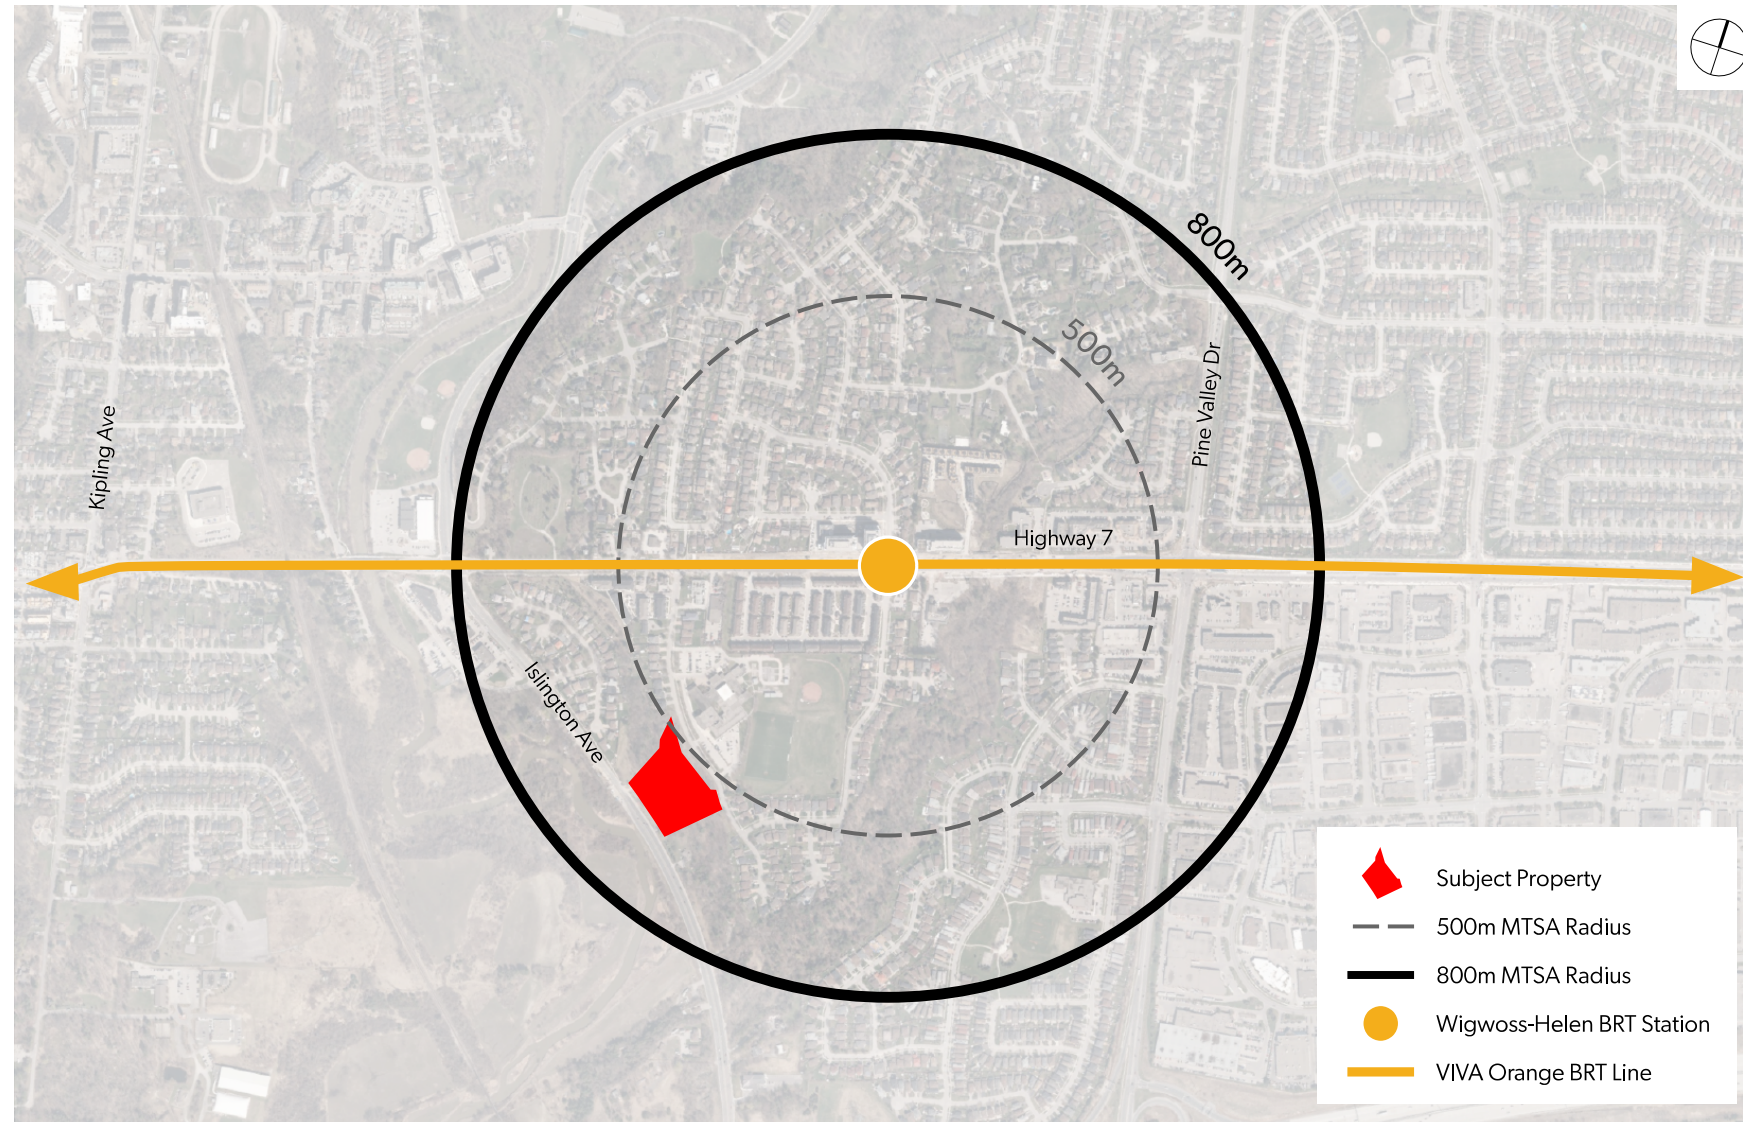 800m
500m
Pine Valley Dr
Kipling Ave
Highway 7
Islington Ave
Subject Property
500m MTSA Radius
800m MTSA Radius
Wigwoss-Helen BRT Station
VIVA Orange BRT Line